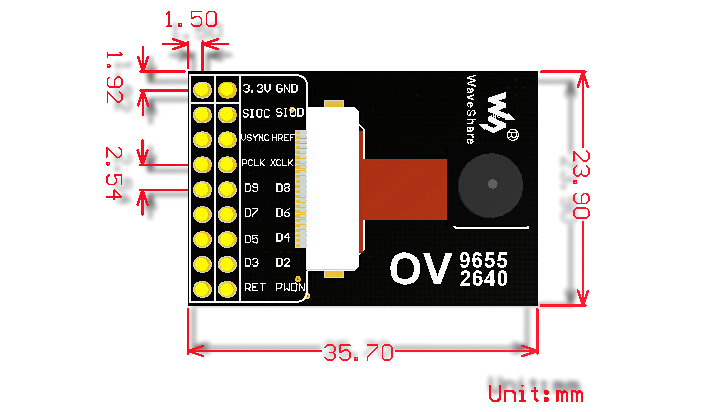 1.50
1.92
3.3V GND
SIOC SIOD
VSYNC HREF
PCLK XCLK
2.54
D9 D8
D7 D6
D5 D4
D3 D2
RET PWDN
WaveShare
®
OV 9655
2640
23.90
35.70
Unit:mm